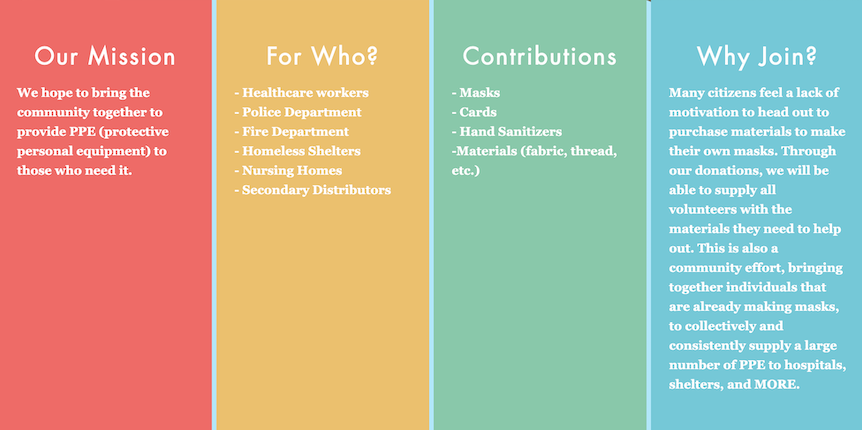 Our Mission
We hope to bring the
community together to
provide PPE (protective
personal equipment) to
those who need it.
For Who?
- Healthcare workers
- Police Department
- Fire Department
- Homeless Shelters
- Nursing Homes
- Secondary Distributors
Contributions
- Masks
- Cards
- Hand Sanitizers
-Materials (fabric, thread,
etc.)
Why Join?
Many citizens feel a lack of
motivation to head out to
purchase materials to make
their own masks. Through
our donations, we will be
able to supply all
volunteers with the
materials they need to help
out. This is also a
community effort, bringing
together individuals that
are already making masks,
to collectively and
consistently supply a large
number of PPE to hospitals,
shelters, and MORE.